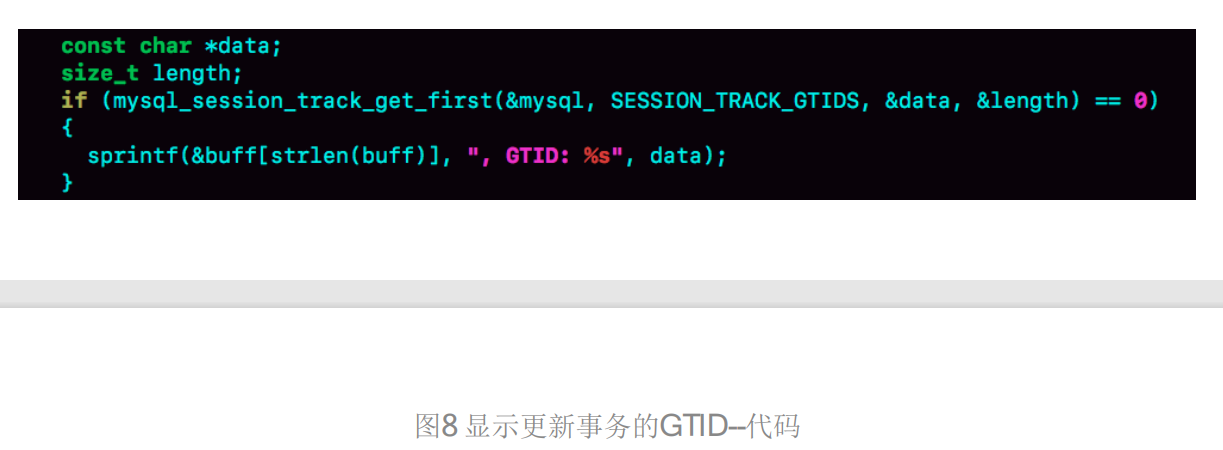 const char *data;
size_t length;
if (mysql_session_track_get_first(&mysql, SESSION_TRACK_GTIDS, &data, &length) == 0)
{
  sprintf(&buff[strlen(buff)], ", GTID: %s", data);
}
图8 显示更新事务的GTID--代码